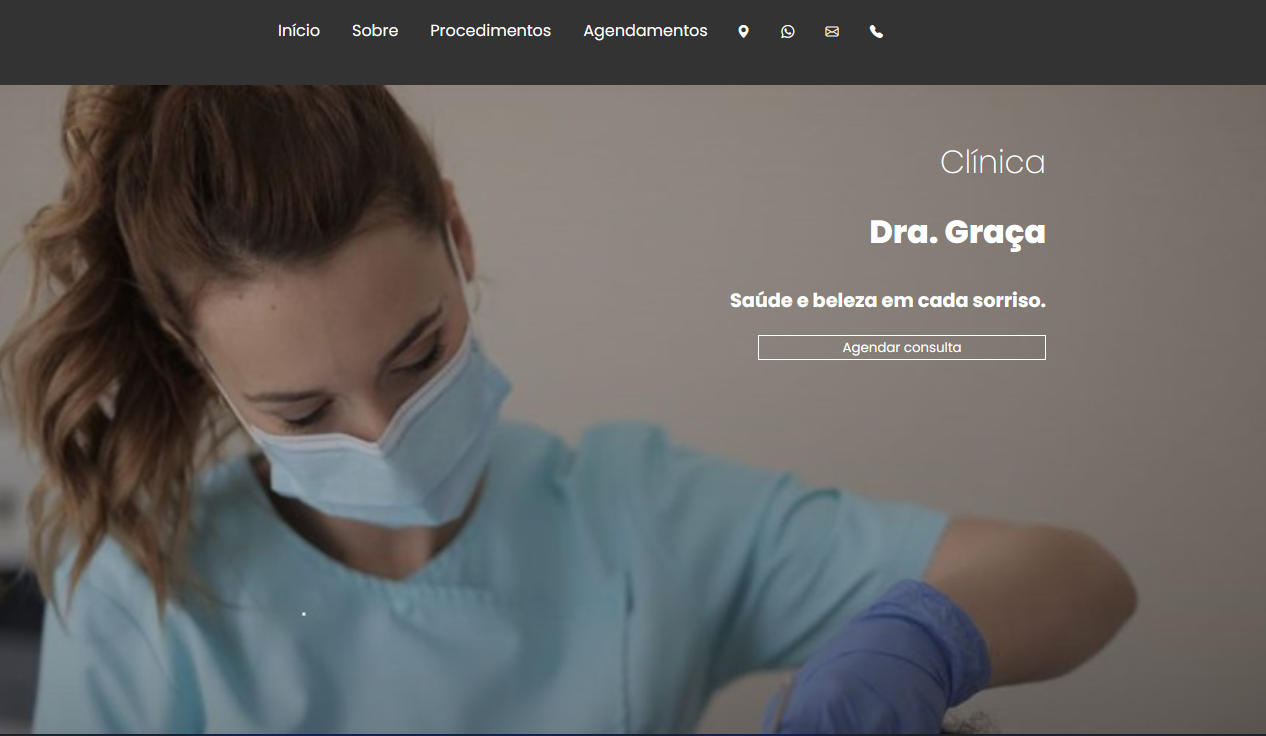 Início Sobre Procedimentos Agendamentos
Clínica
Dra. Graça
Saúde e beleza em cada sorriso.
Agendar consulta